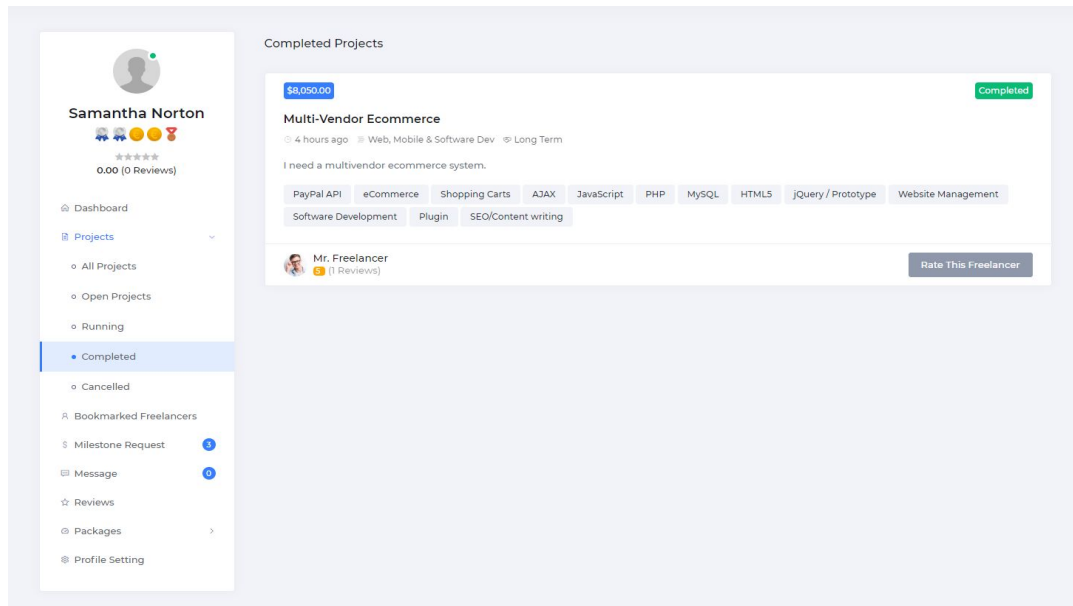 Samantha Norton
0.00 (0 Reviews)
Dashboard
Projects
All Projects
Open Projects
Running
Completed
Cancelled
Bookmarked Freelancers
Milestone Request 3
Message 0
Reviews
Packages
Profile Setting
Completed Projects
$8,050.00 Completed
Multi-Vendor Ecommerce
4 hours ago Web, Mobile & Software Dev Long Term
I need a multivendor ecommerce system.
PayPal API eCommerce Shopping Carts AJAX JavaScript PHP MySQL HTML5 jQuery / Prototype Website Management
Software Development Plugin SEO/Content writing
Mr. Freelancer
5 (1 Reviews)
Rate This Freelancer